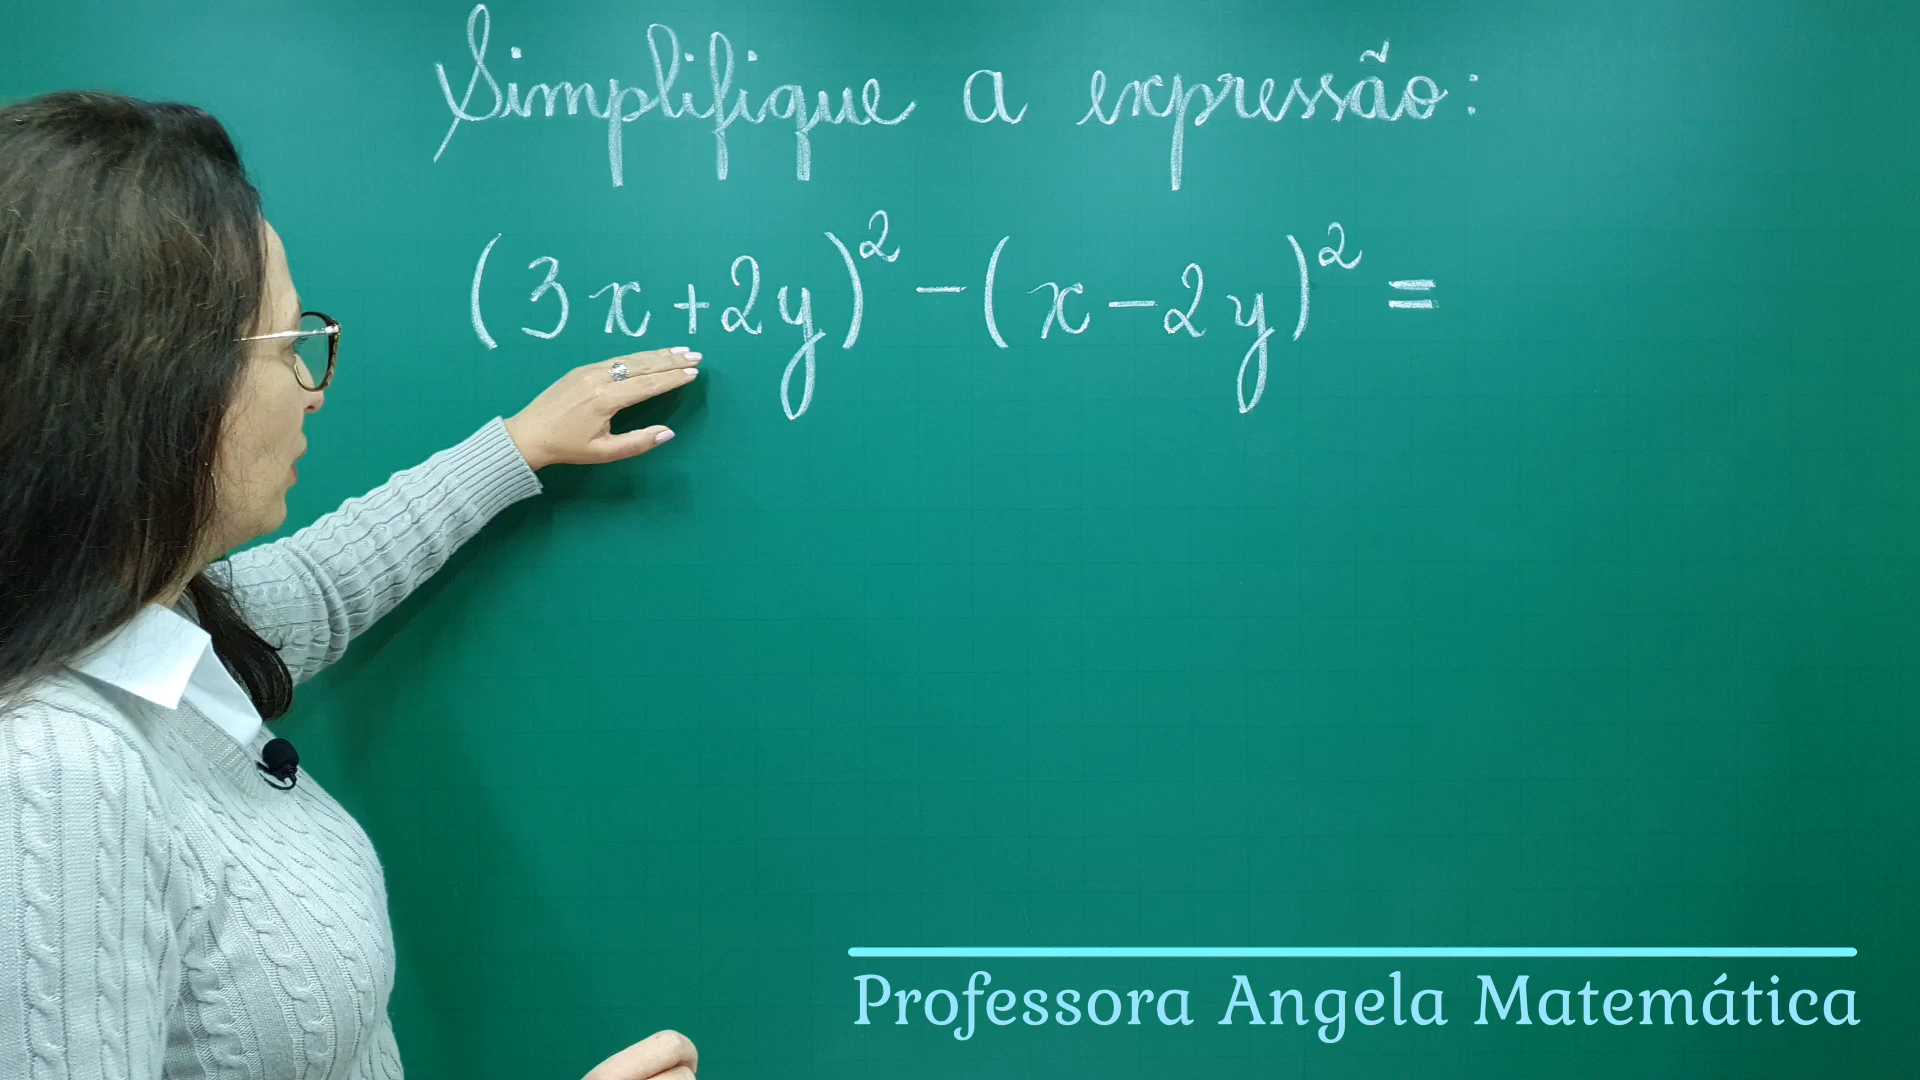 Simplifique a expressão:
(3x+2y)² - (x-2y)² =
Professora Angela Matemática